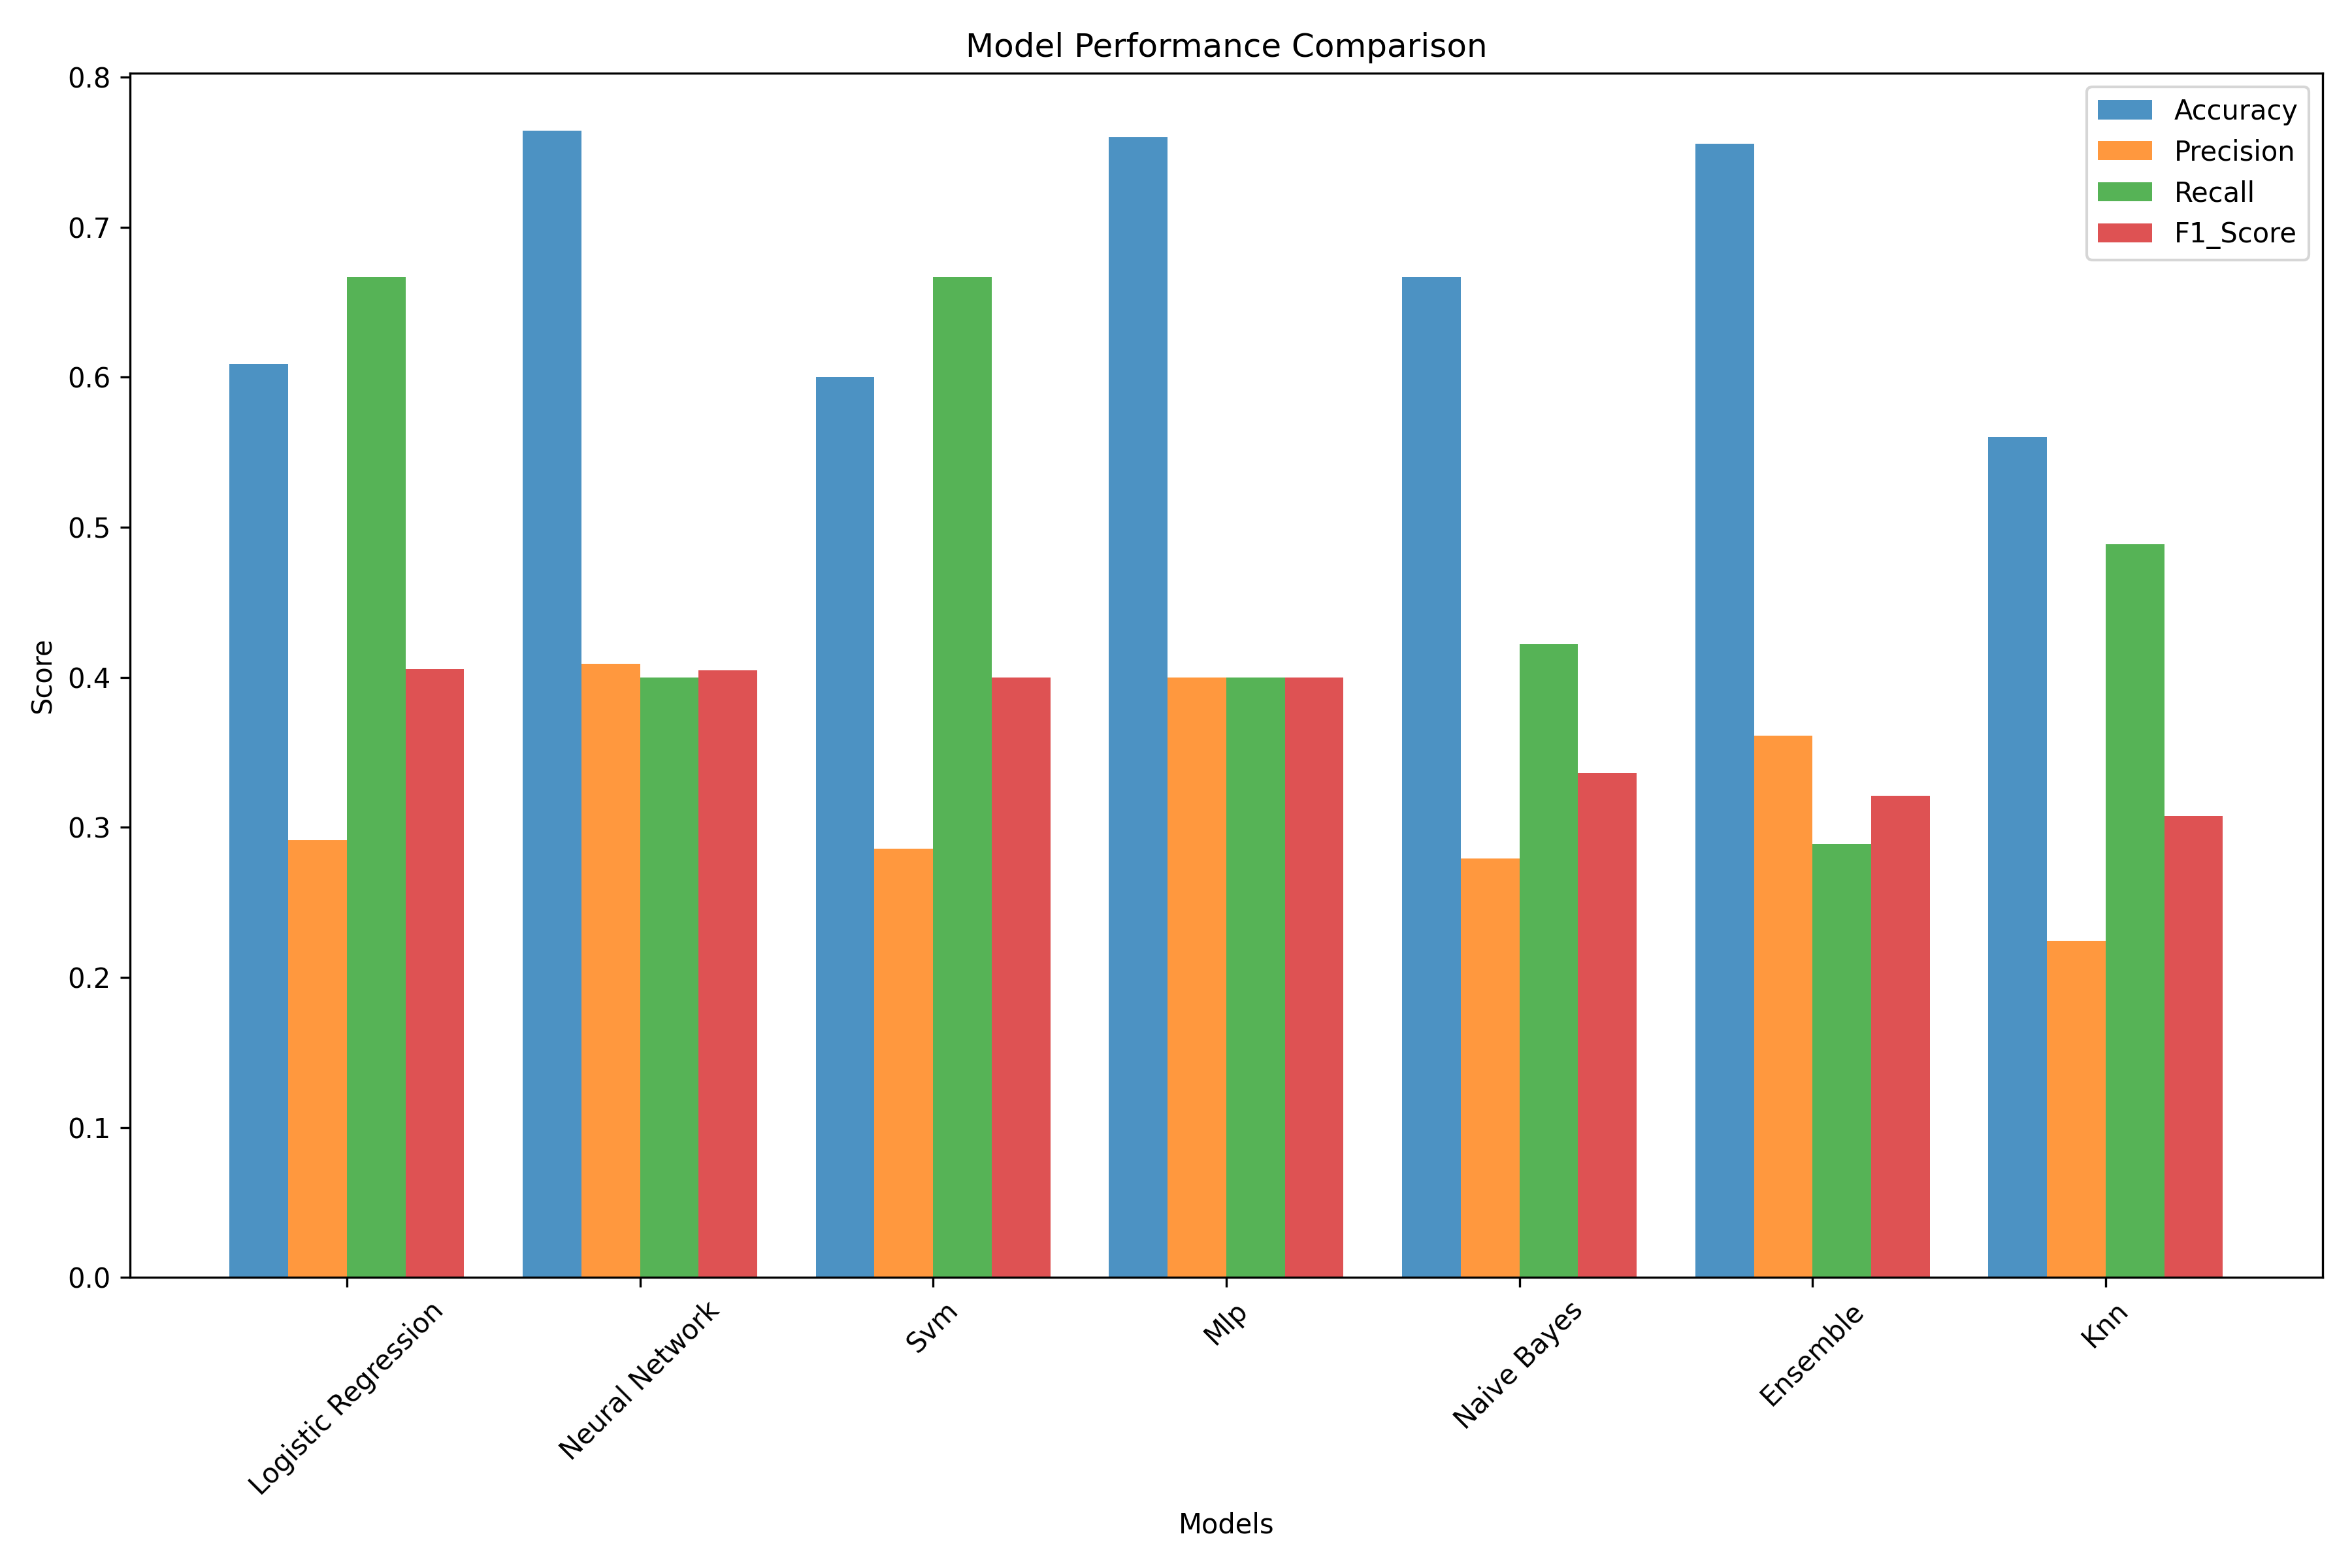 Model Performance Comparison
Accuracy
Precision
Recall
F1_Score
Score
0.8
0.7
0.6
0.5
0.4
0.3
0.2
0.1
0.0
Logistic Regression
Neural Network
Svm
Mlp
Naive Bayes
Ensemble
Knn
Models